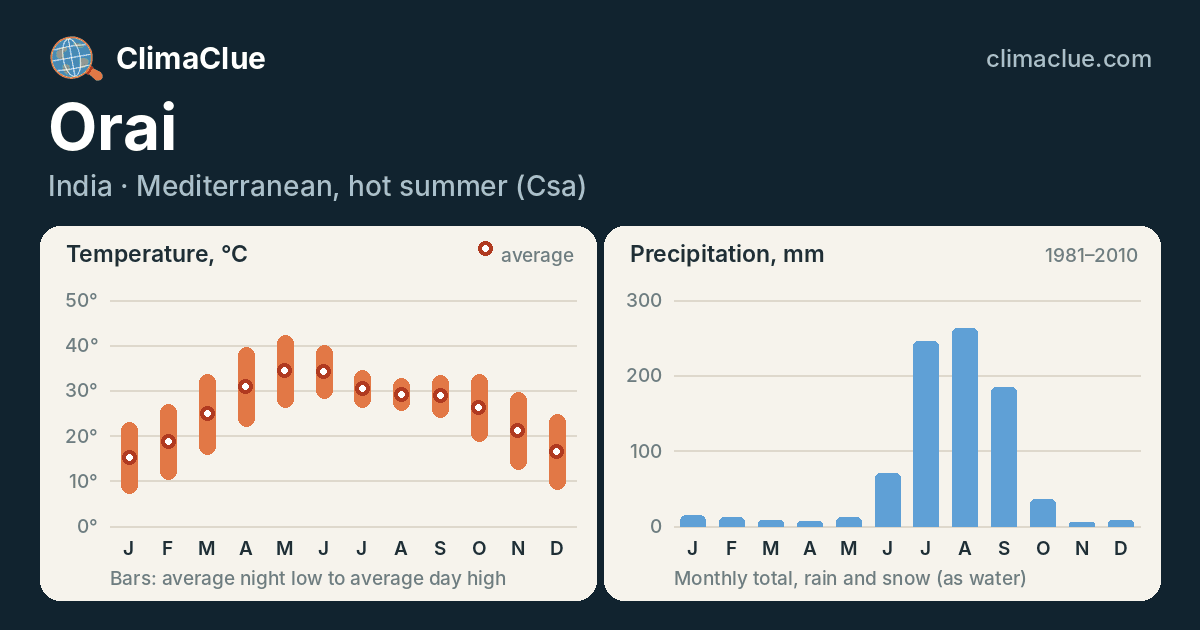 ClimaClue
climaclue.com
Orai
India · Mediterranean, hot summer (Csa)
Temperature, °C
average
50°
40°
30°
20°
10°
0°
J F M A M J J A S O N D
Bars: average night low to average day high
Precipitation, mm
1981–2010
300
200
100
0
J F M A M J J A S O N D
Monthly total, rain and snow (as water)